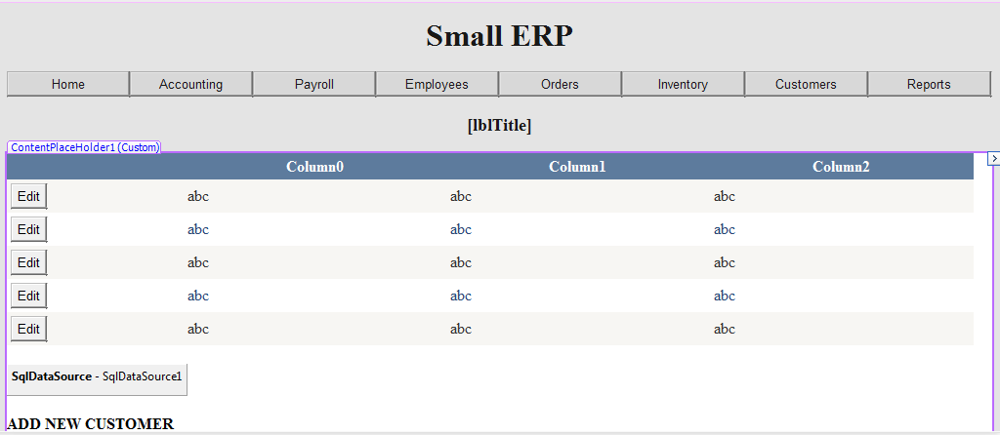 Small ERP
Home Accounting Payroll Employees Orders Inventory Customers Reports
[lblTitle]
ContentPlaceHolder1 (Custom)
Column0 Column1 Column2
Edit abc abc abc
Edit abc abc abc
Edit abc abc abc
Edit abc abc abc
Edit abc abc abc
SqlDataSource - SqlDataSource1
ADD NEW CUSTOMER